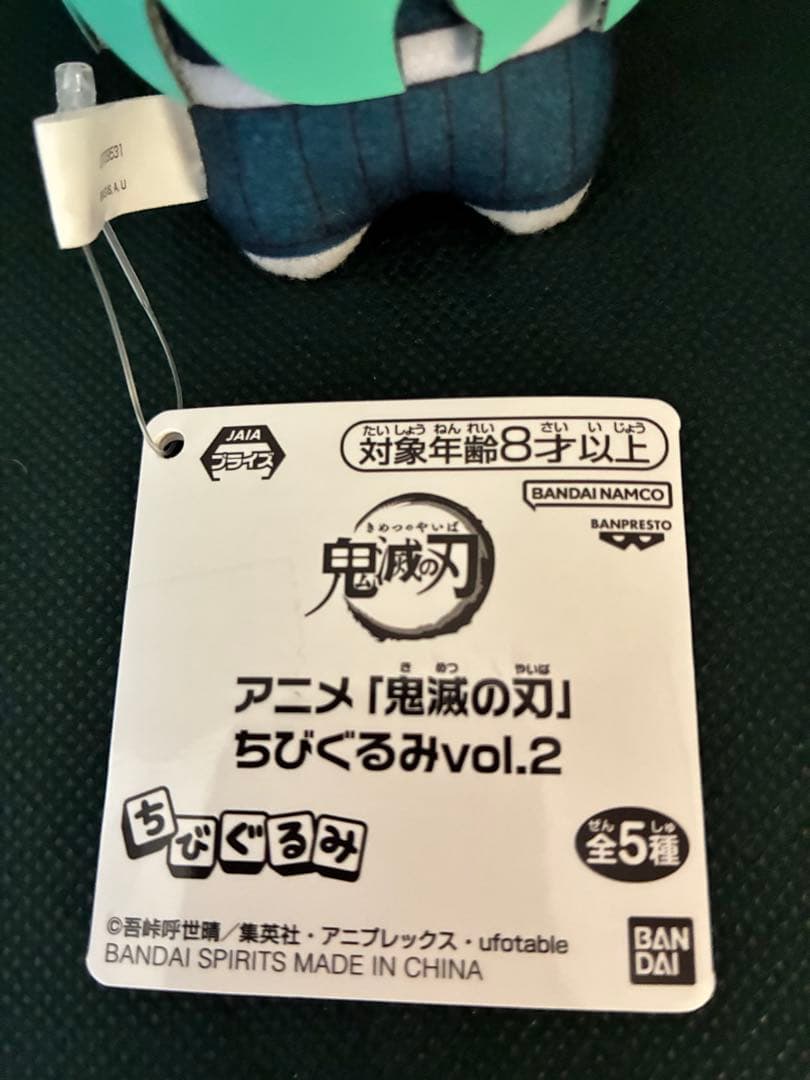 JAIA
プライズ
たいしょうねんれい さいいじょう
対象年齢8才以上
BANDAI NAMCO
BANPRESTO
きめつのやいば
鬼滅の刃
きめつ やいば
アニメ「鬼滅の刃」
ちびぐるみvol.2
ちびぐるみ
ぜん しゅ
全5種
©吾峠呼世晴／集英社・アニプレックス・ufotable
BANDAI SPIRITS MADE IN CHINA
BAN
DAI